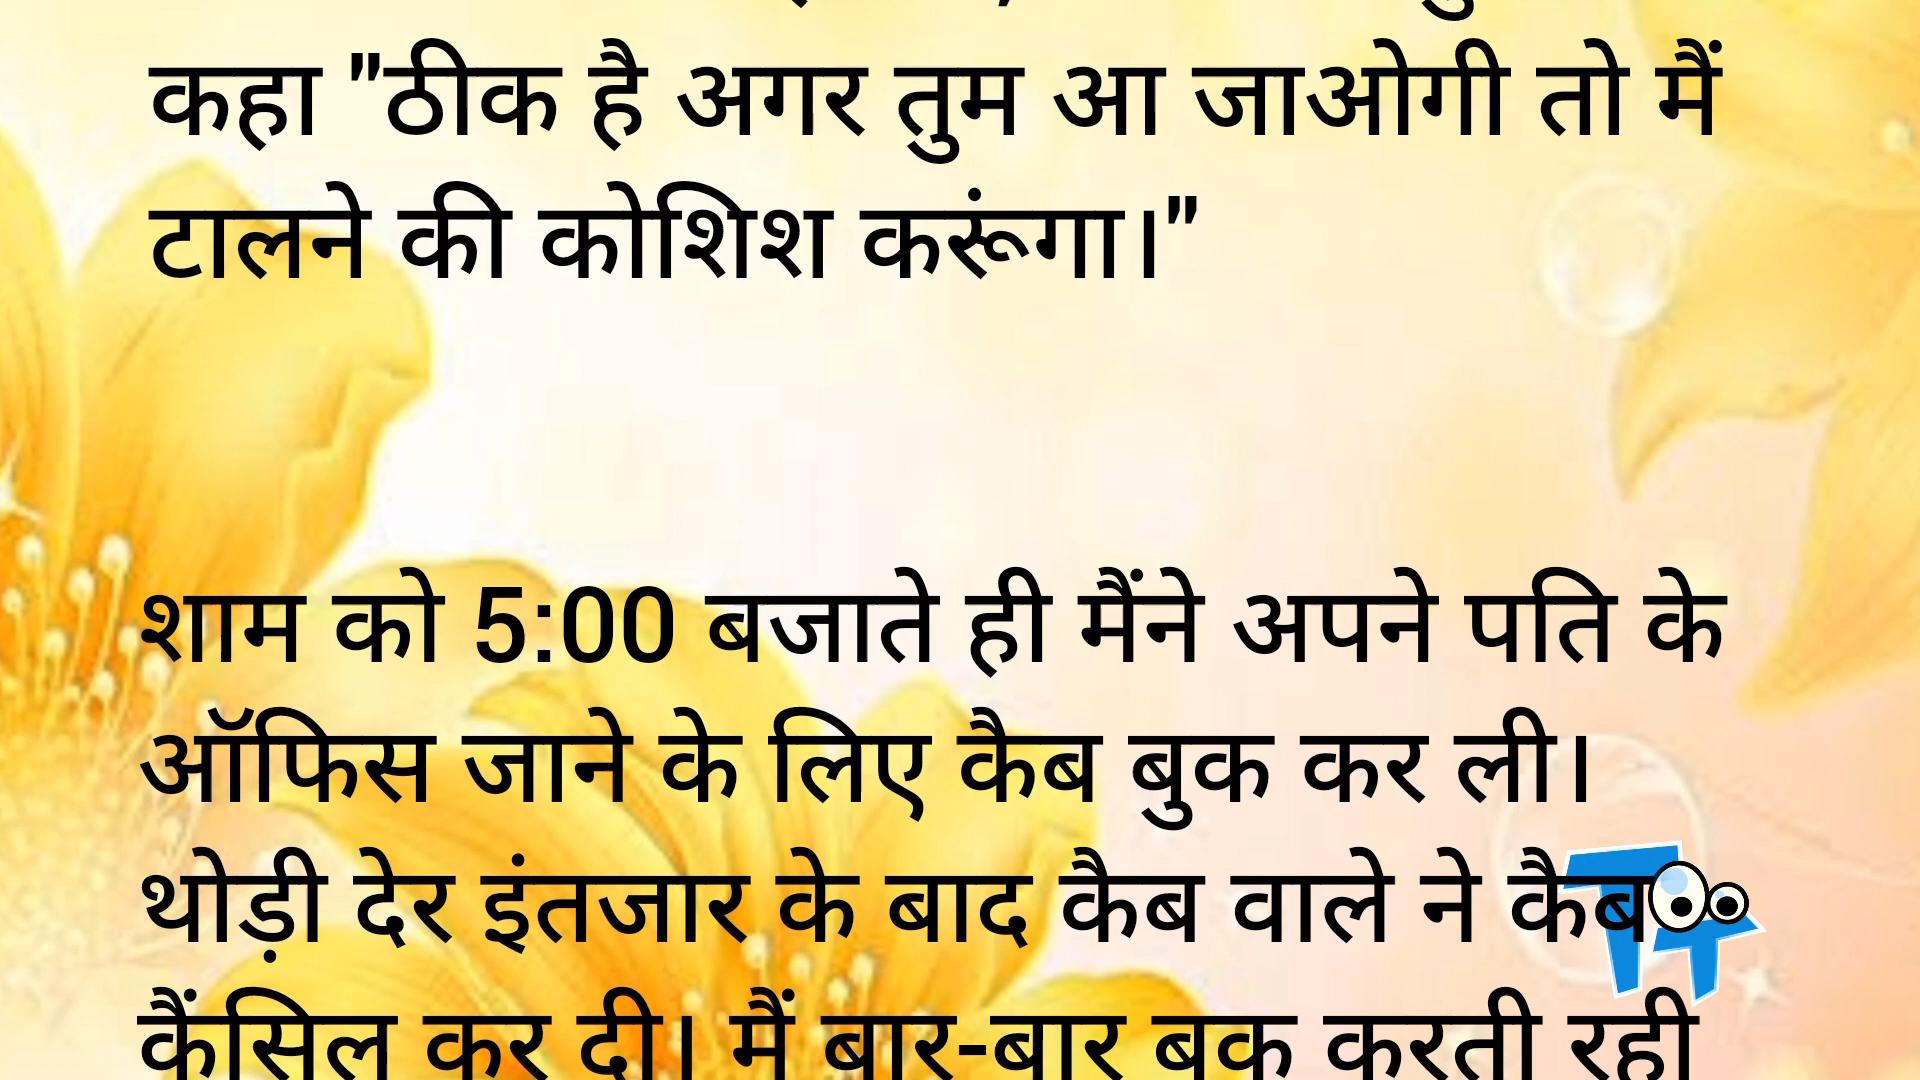 कहा "ठीक है अगर तुम आ जाओगी तो मैं
टालने की कोशिश करूंगा।"
शाम को 5:00 बजाते ही मैंने अपने पति के
ऑफिस जाने के लिए कैब बुक कर ली।
थोड़ी देर इंतजार के बाद कैब वाले ने कैब
कैंसिल कर दी। मैं बार-बार बुक करती रही